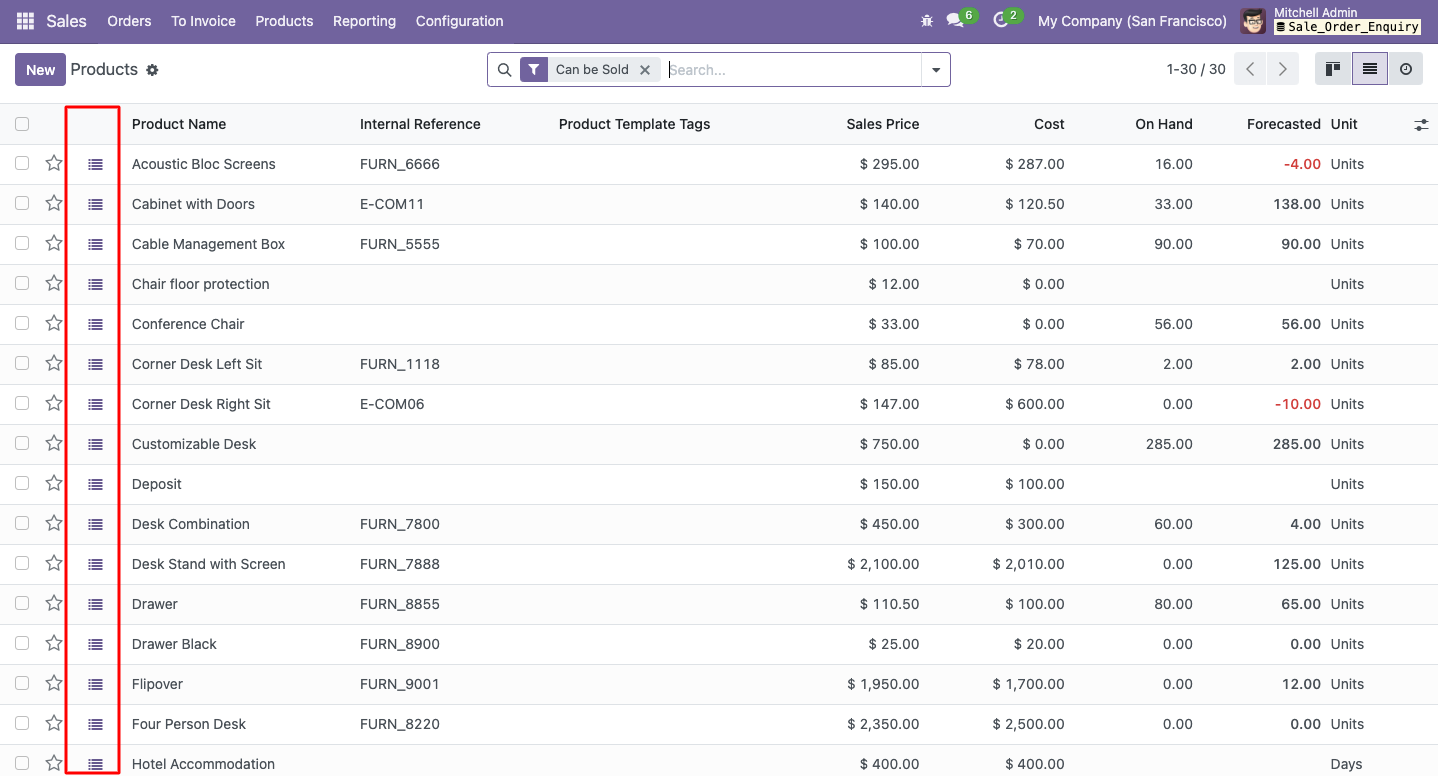 Sales Orders To Invoice Products Reporting Configuration 6 2 My Company (San Francisco) Mitchell Admin
Sale_Order_Enquiry
New Products Can be Sold Search... 1-30 / 30
Product Name Internal Reference Product Template Tags Sales Price Cost On Hand Forecasted Unit
Acoustic Bloc Screens FURN_6666 $ 295.00 $ 287.00 16.00 -4.00 Units
Cabinet with Doors E-COM11 $ 140.00 $ 120.50 33.00 138.00 Units
Cable Management Box FURN_5555 $ 100.00 $ 70.00 90.00 90.00 Units
Chair floor protection $ 12.00 $ 0.00 Units
Conference Chair $ 33.00 $ 0.00 56.00 56.00 Units
Corner Desk Left Sit FURN_1118 $ 85.00 $ 78.00 2.00 2.00 Units
Corner Desk Right Sit E-COM06 $ 147.00 $ 600.00 0.00 -10.00 Units
Customizable Desk $ 750.00 $ 0.00 285.00 285.00 Units
Deposit $ 150.00 $ 100.00 Units
Desk Combination FURN_7800 $ 450.00 $ 300.00 60.00 4.00 Units
Desk Stand with Screen FURN_7888 $ 2,100.00 $ 2,010.00 0.00 125.00 Units
Drawer FURN_8855 $ 110.50 $ 100.00 80.00 65.00 Units
Drawer Black FURN_8900 $ 25.00 $ 20.00 0.00 0.00 Units
Flipover FURN_9001 $ 1,950.00 $ 1,700.00 0.00 12.00 Units
Four Person Desk FURN_8220 $ 2,350.00 $ 2,500.00 0.00 0.00 Units
Hotel Accommodation $ 400.00 $ 400.00 Days